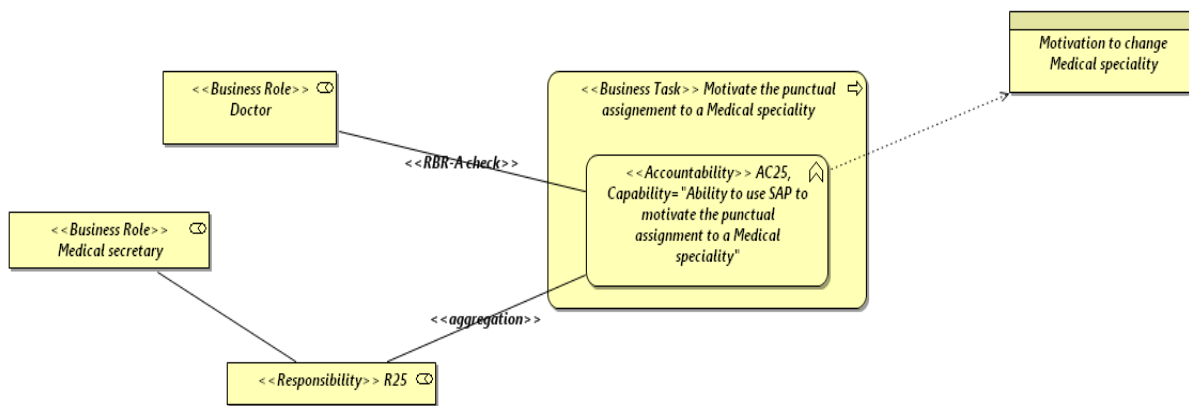 Motivation to change
Medical speciality
<<Business Role>>
Doctor
<<Business Task>> Motivate the punctual
assignement to a Medical speciality
<<RBR-A check>>
<<Accountability>> AC25,
Capability="Ability to use SAP to
motivate the punctual
assignment to a Medical
speciality"
<<Business Role>>
Medical secretary
<<aggregation>>
<<Responsibility>> R25